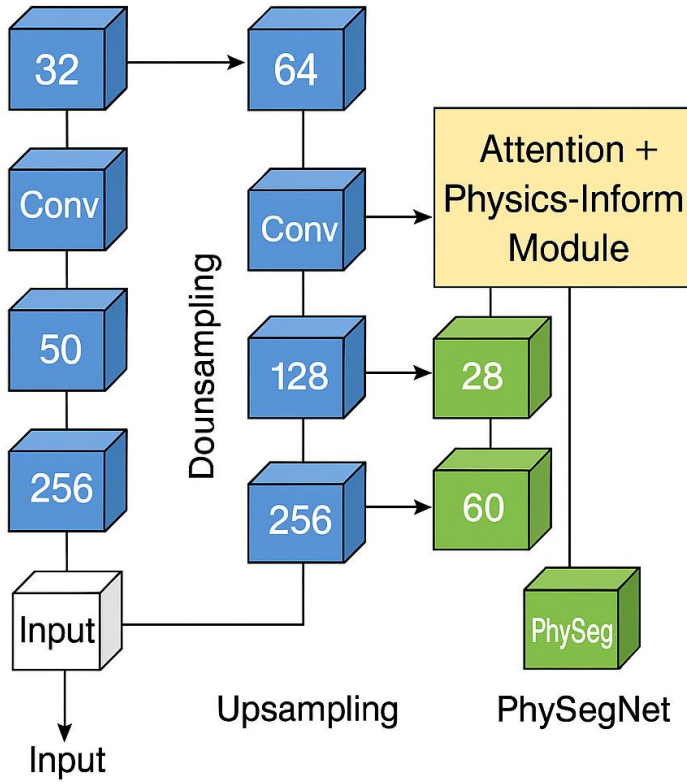 32
64
Attention +
Physics-Inform
Module
Conv
Conv
Dounsampling
50
128
28
256
256
60
Input
PhySeg
Upsampling
PhySegNet
Input